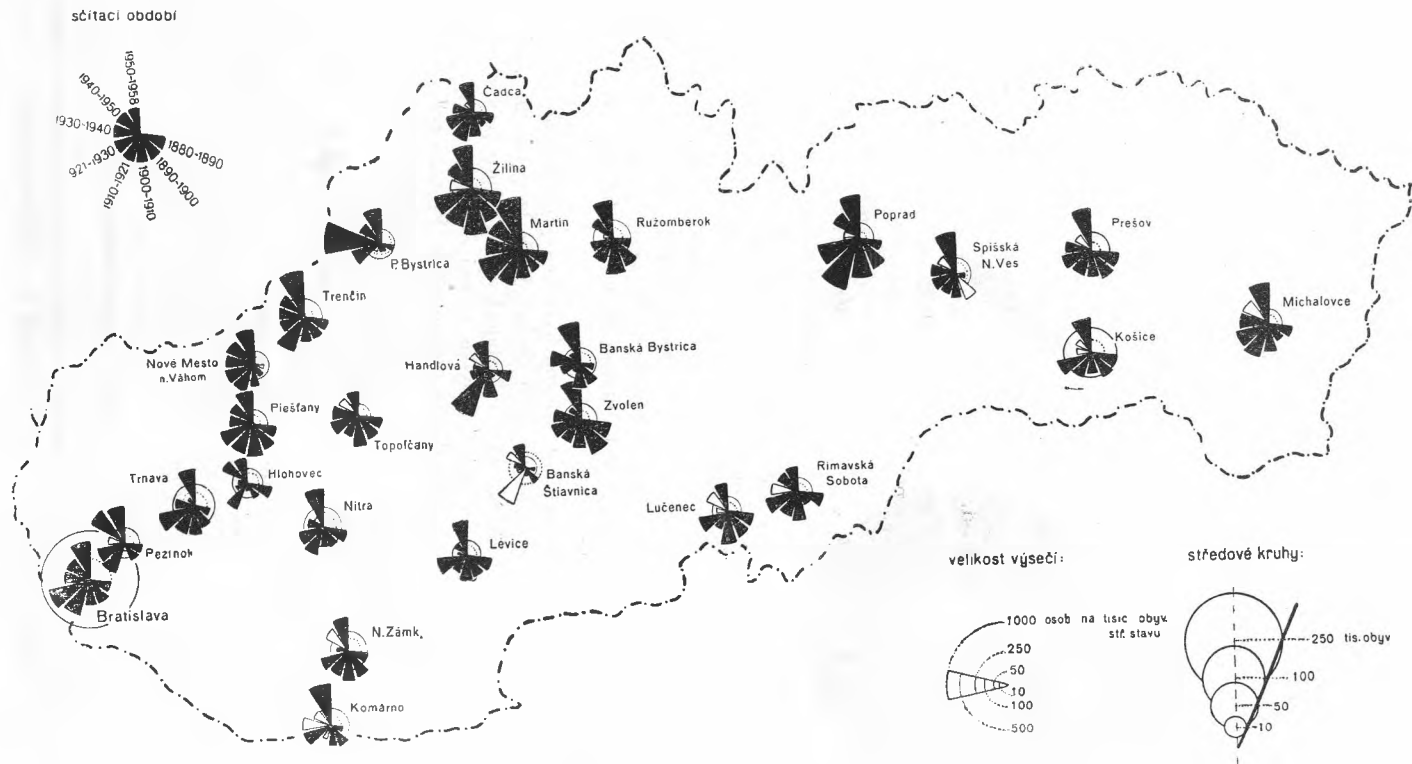 sčítací období
1950-1958
1940-1950
1930-1940
921-1930
1910-1921
1900-1910
1890-1900
1880-1890
Čadca
Žilina
Martin
Ružomberok
P. Bystrica
Poprad
Spišská
N. Ves
Prešov
Michalovce
Košice
Trenčín
Nové Mesto
n. Váhom
Handlová
Banská Bystrica
Piešťany
Topoľčany
Zvolen
Trnava
Hlohovec
Banská
Štiavnica
Nitra
Rimavská
Sobota
Lučenec
Pezinok
Levice
Bratislava
N. Zámk
Komárno
velikost výsečí:
1000 osob na tisíc obyv.
stř. stavu
250
50
10
100
500
středové kruhy:
250 tis. obyv
100
50
10